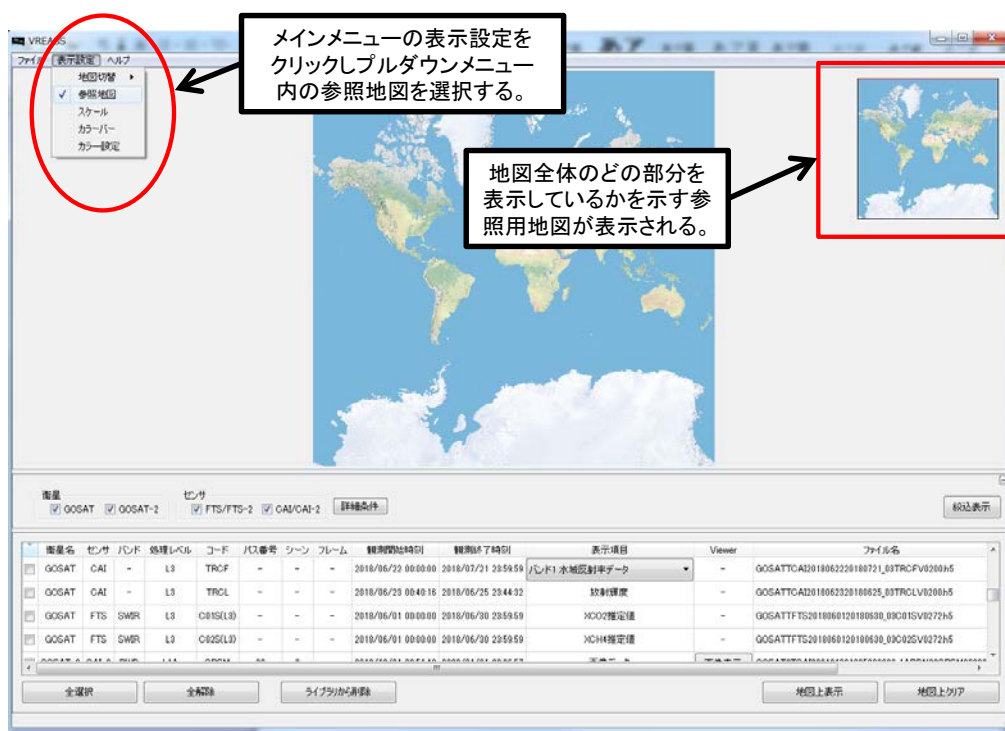 VREASS
ファイル 表示設定 ヘルプ
地図切替
参照地図
スケール
カラーバー
カラー設定
メインメニューの表示設定を
クリックしプルダウンメニュー
内の参照地図を選択する。
地図全体のどの部分を
表示しているかを示す参
照用地図が表示される。
衛星 センサ
GOSAT GOSAT-2 FTS/FTS-2 CAI/CAI-2 詳細条件 絞込表示
衛星名 センサ バンド 処理レベル コード パス番号 シーン フレーム 観測開始時刻 観測終了時刻 表示項目 Viewer ファイル名
GOSAT CAI - L3 TRCF - - - 2018/06/22 00:00:00 2018/07/21 23:59:59 バンド1 水域反射率データ - GOSATTCAI2018062220180721_03TRCFV0200.h5
GOSAT CAI - L3 TRCL - - - 2018/06/23 00:40:16 2018/06/25 23:44:32 放射輝度 - GOSATTCAI2018062320180625_03TRCLV0200.h5
GOSAT FTS SWIR L3 C01S(L3) - - - 2018/06/01 00:00:00 2018/06/30 23:59:59 XCO2推定値 - GOSATTFTS2018060120180630_03C01SV0272.h5
GOSAT FTS SWIR L3 C02S(L3) - - - 2018/06/01 00:00:00 2018/06/30 23:59:59 XCH4推定値 - GOSATTFTS2018060120180630_03C02SV0272.h5
全選択 全解除 ライブラリから削除 地図上表示 地図上クリア